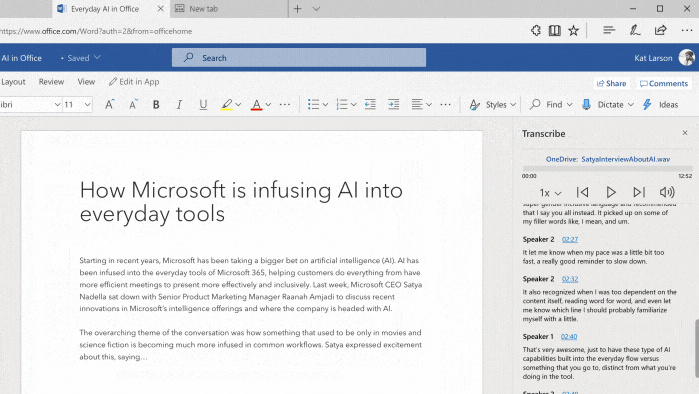 Everyday AI in Office
New tab
https://www.office.com/Word?auth=2&from=officehome
AI in Office
• Saved
Search
Kat Larson
Layout Review View Edit in App
Share
Comments
11
B I U
A
Styles
Find
Dictate
Ideas
Transcribe
OneDrive: SatyaInterviewAboutAI.wav
00:00
12:52
1x
How Microsoft is infusing AI into
everyday tools
Starting in recent years, Microsoft has been taking a bigger bet on artificial intelligence (AI). AI has
been infused into the everyday tools of Microsoft 365, helping customers do everything from have
more efficient meetings to present more effectively and inclusively. Last week, Microsoft CEO Satya
Nadella sat down with Senior Product Marketing Manager Raanah Amjadi to discuss recent
innovations in Microsoft's intelligence offerings and where the company is headed with AI.
The overarching theme of the conversation was how something that used to be only in movies and
science fiction is becoming much more infused in common workflows. Satya expressed excitement
about this, saying…
super gender inclusive language and recommended
that I say you all instead. It picked up on some of
my filler words like, I mean, and um.
Speaker 2 02:27
It let me know when my pace was a little bit too
fast, a really good reminder to slow down.
Speaker 2 02:32
It also recognized when I was too dependent on the
content itself, reading word for word, and even let
me know which line I should probably familiarize
myself with a little.
Speaker 1 02:40
That's very awesome, just to have these type of AI
capabilities built into the everyday flow versus
something that you go to, distinct from what you're
doing in the tool.